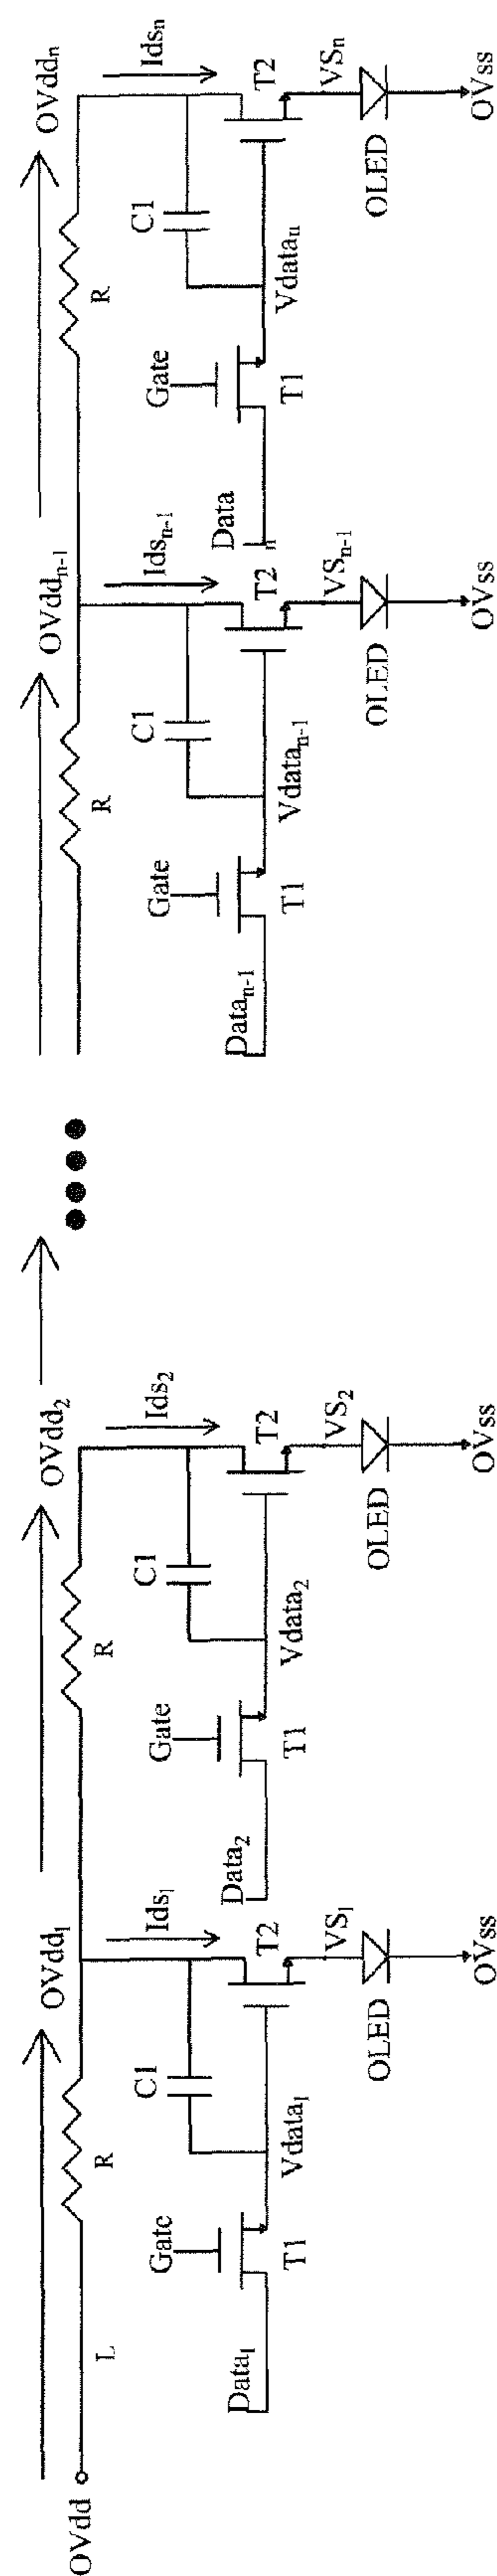 OVdd
L
R
OVdd₁
Ids₁
C1
Gate
Data₁
T1
Vdata₁
T2
VS₁
OLED
OVss
R
OVdd₂
Ids₂
C1
Gate
Data₂
T1
Vdata₂
T2
VS₂
OLED
OVss
R
OVddₙ₋₁
Idsₙ₋₁
C1
Gate
Dataₙ₋₁
T1
Vdataₙ₋₁
T2
VSₙ₋₁
OLED
OVss
R
OVddₙ
Idsₙ
C1
Gate
Dataₙ
T1
Vdataₙ
T2
VSₙ
OLED
OVss